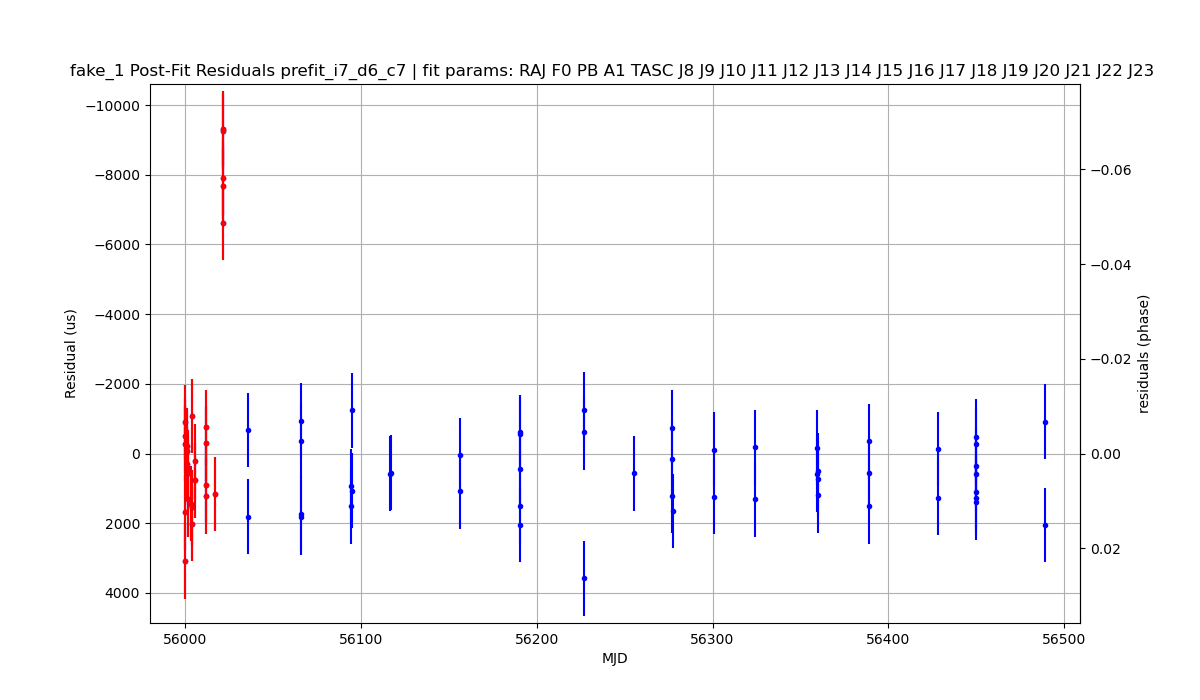 fake_1 Post-Fit Residuals prefit_i7_d6_c7 | fit params: RAJ F0 PB A1 TASC J8 J9 J10 J11 J12 J13 J14 J15 J16 J17 J18 J19 J20 J21 J22 J23
−10000
−8000
−6000
−4000
−2000
0
2000
4000
Residual (us)
−0.06
−0.04
−0.02
0.00
0.02
residuals (phase)
56000 56100 56200 56300 56400 56500
MJD